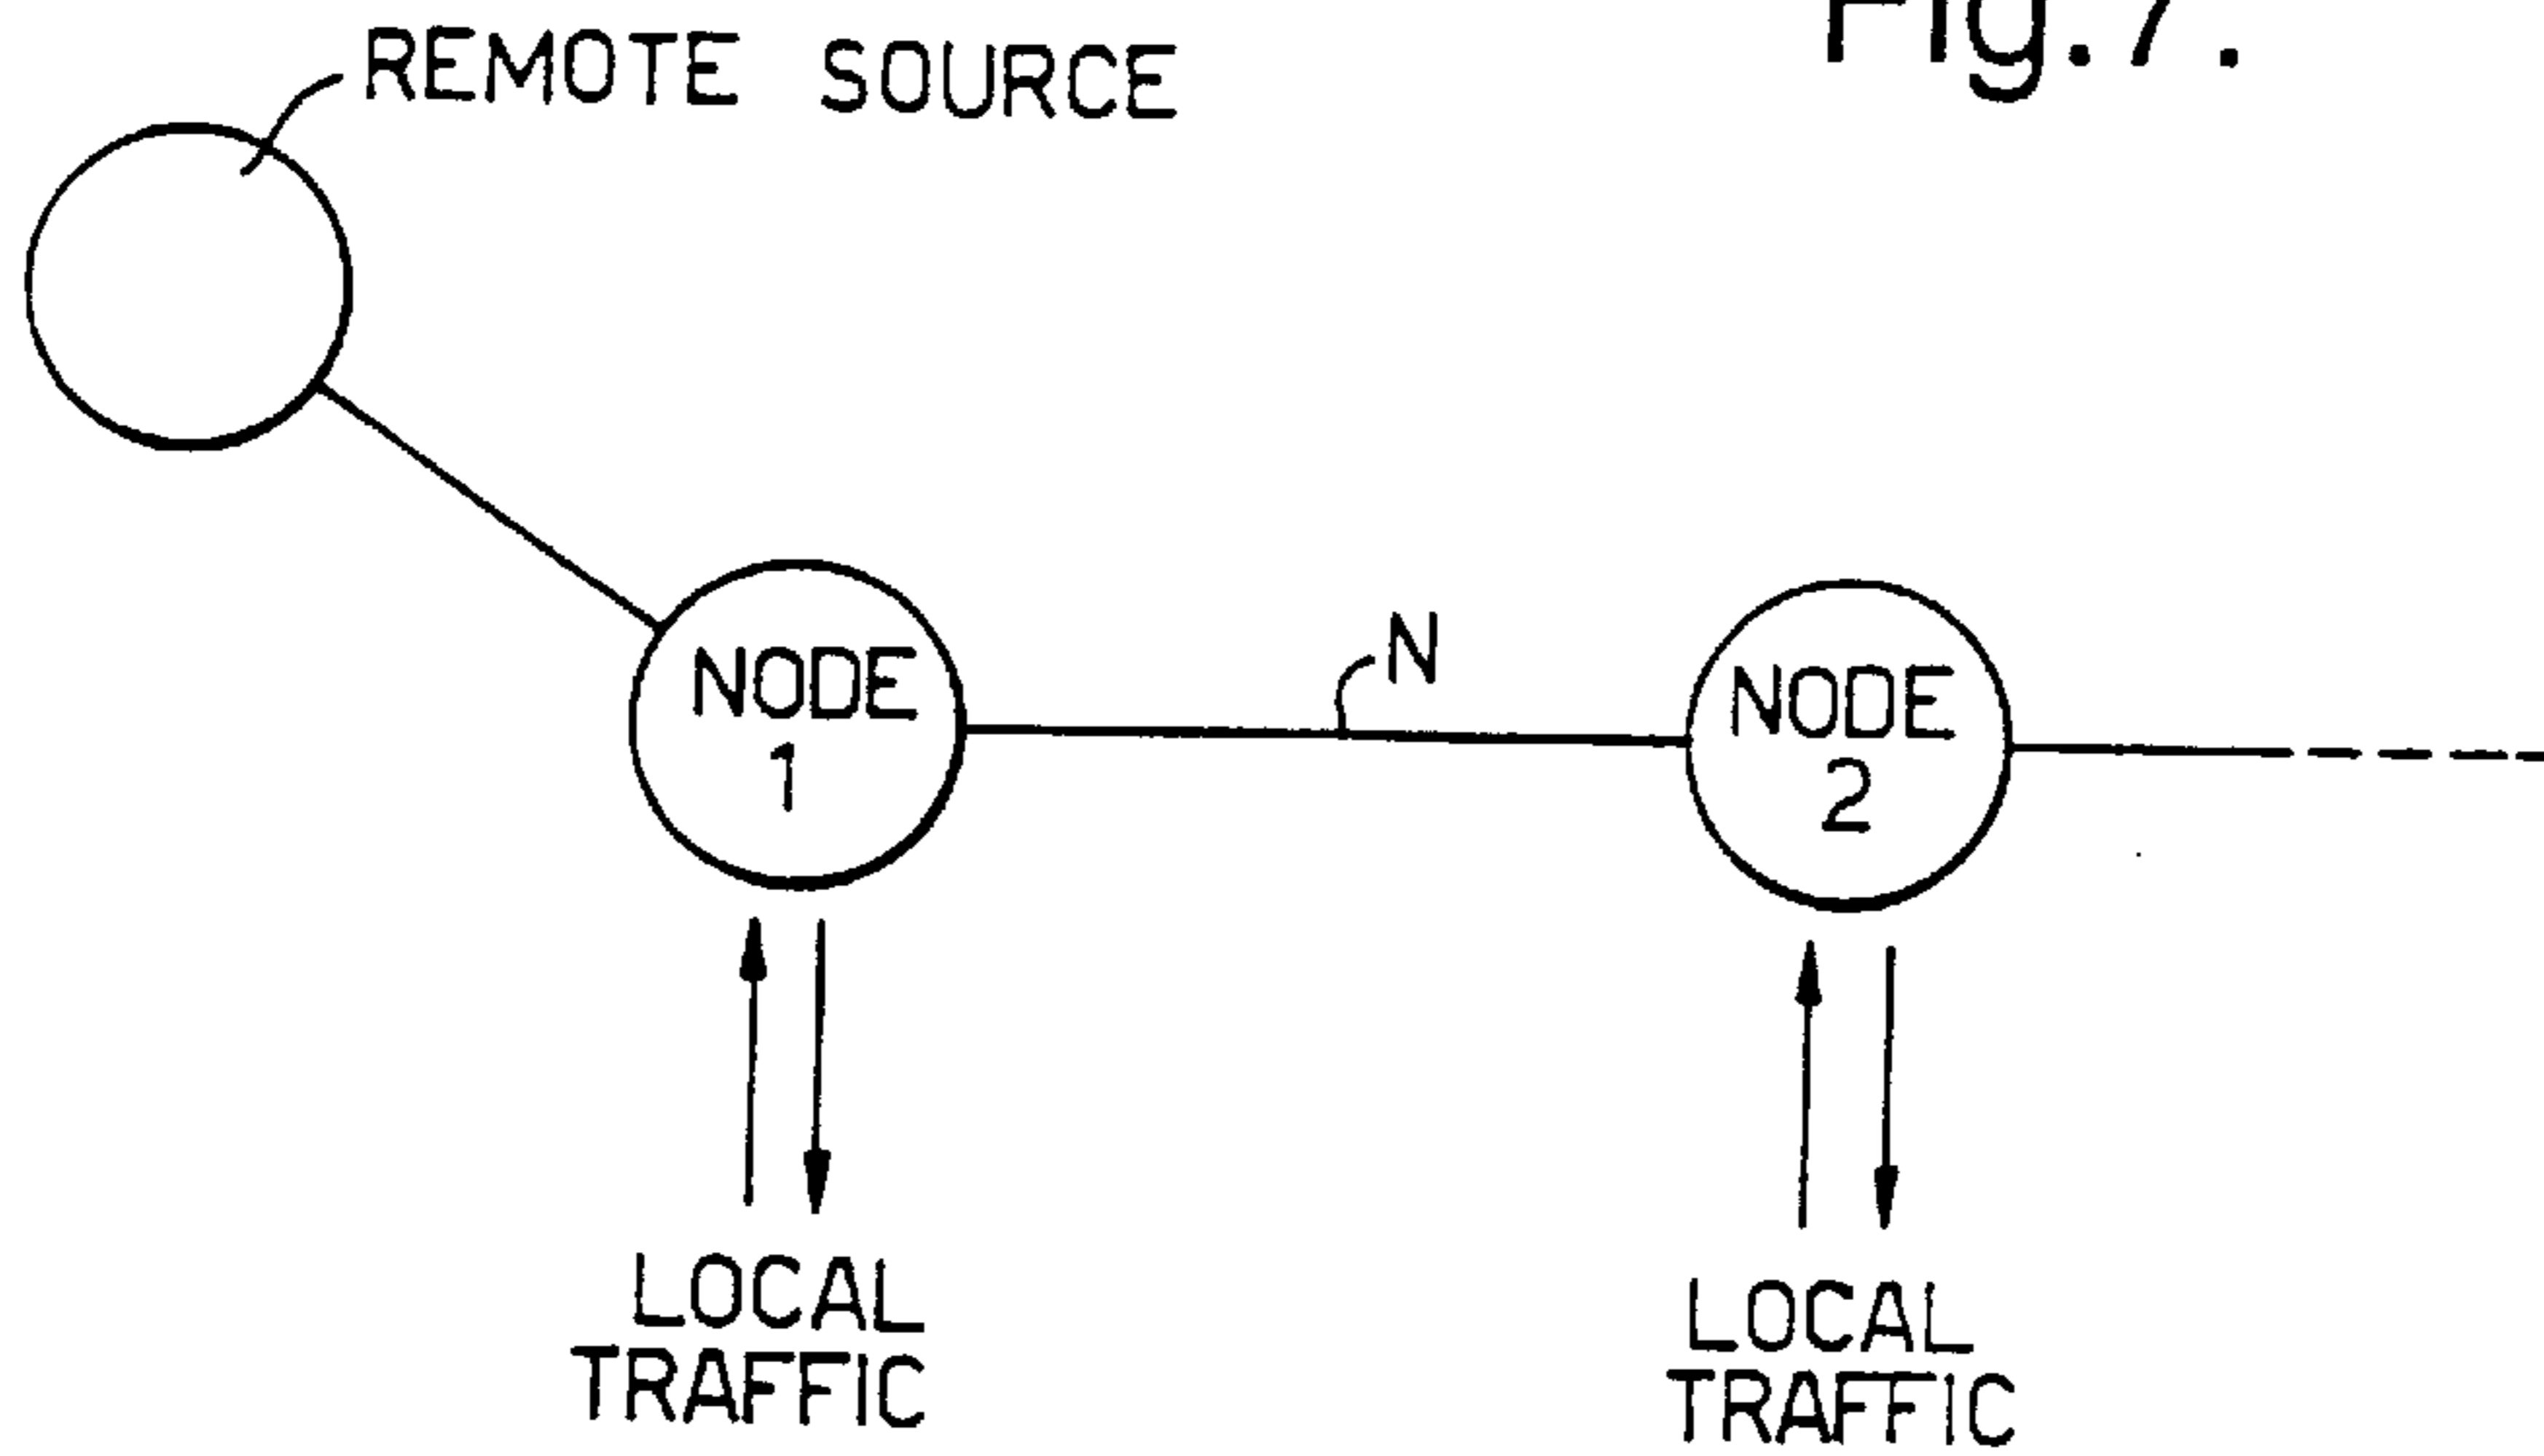 Fig.7.
REMOTE SOURCE
NODE
1
N
NODE
2
LOCAL
TRAFFIC
LOCAL
TRAFFIC